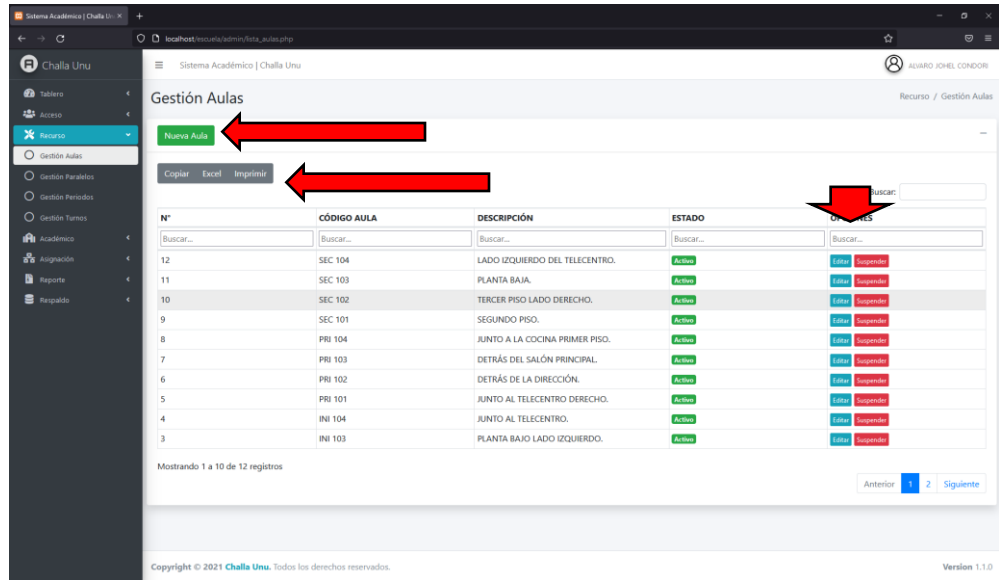 Sistema Académico | Challa Un
localhost/escuela/admin/lista_aulas.php
Challa Unu
Sistema Académico | Challa Unu
ALVARO JOHEL CONDORI
Tablero
Acceso
Recurso
Gestión Aulas
Gestión Paralelos
Gestión Periodos
Gestión Turnos
Académico
Asignación
Reporte
Respaldo
Gestión Aulas
Recurso / Gestión Aulas
Nueva Aula
Copiar Excel Imprimir
Buscar:
N° CÓDIGO AULA DESCRIPCIÓN ESTADO
Buscar... Buscar... Buscar... Buscar... Buscar...
12 SEC 104 LADO IZQUIERDO DEL TELECENTRO. Activo Editar Suspender
11 SEC 103 PLANTA BAJA. Activo Editar Suspender
10 SEC 102 TERCER PISO LADO DERECHO. Activo Editar Suspender
9 SEC 101 SEGUNDO PISO. Activo Editar Suspender
8 PRI 104 JUNTO A LA COCINA PRIMER PISO. Activo Editar Suspender
7 PRI 103 DETRÁS DEL SALÓN PRINCIPAL. Activo Editar Suspender
6 PRI 102 DETRÁS DE LA DIRECCIÓN. Activo Editar Suspender
5 PRI 101 JUNTO AL TELECENTRO DERECHO. Activo Editar Suspender
4 INI 104 JUNTO AL TELECENTRO. Activo Editar Suspender
3 INI 103 PLANTA BAJO LADO IZQUIERDO. Activo Editar Suspender
Mostrando 1 a 10 de 12 registros
Anterior 1 2 Siguiente
Copyright © 2021 Challa Unu. Todos los derechos reservados.
Version 1.1.0